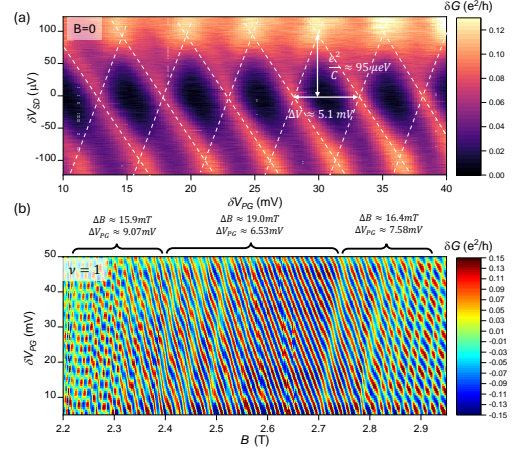 (a)
δG (e²/h)
B=0
100
50
0
-50
-100
δV_SD (μV)
e²/C ≈ 95 μeV
ΔV ≈ 5.1 mV
10 15 20 25 30 35 40
δV_PG (mV)
0.12
0.10
0.08
0.06
0.04
0.02
0.00
(b)
ΔB ≈ 15.9mT
ΔV_PG ≈ 9.07mV
ΔB ≈ 19.0mT
ΔV_PG ≈ 6.53mV
ΔB ≈ 16.4mT
ΔV_PG ≈ 7.58mV
δG (e²/h)
ν = 1
50
40
30
20
10
δV_PG (mV)
2.2 2.3 2.4 2.5 2.6 2.7 2.8 2.9
B (T)
0.15
0.13
0.11
0.09
0.07
0.05
0.03
0.01
-0.01
-0.03
-0.05
-0.07
-0.09
-0.11
-0.13
-0.15